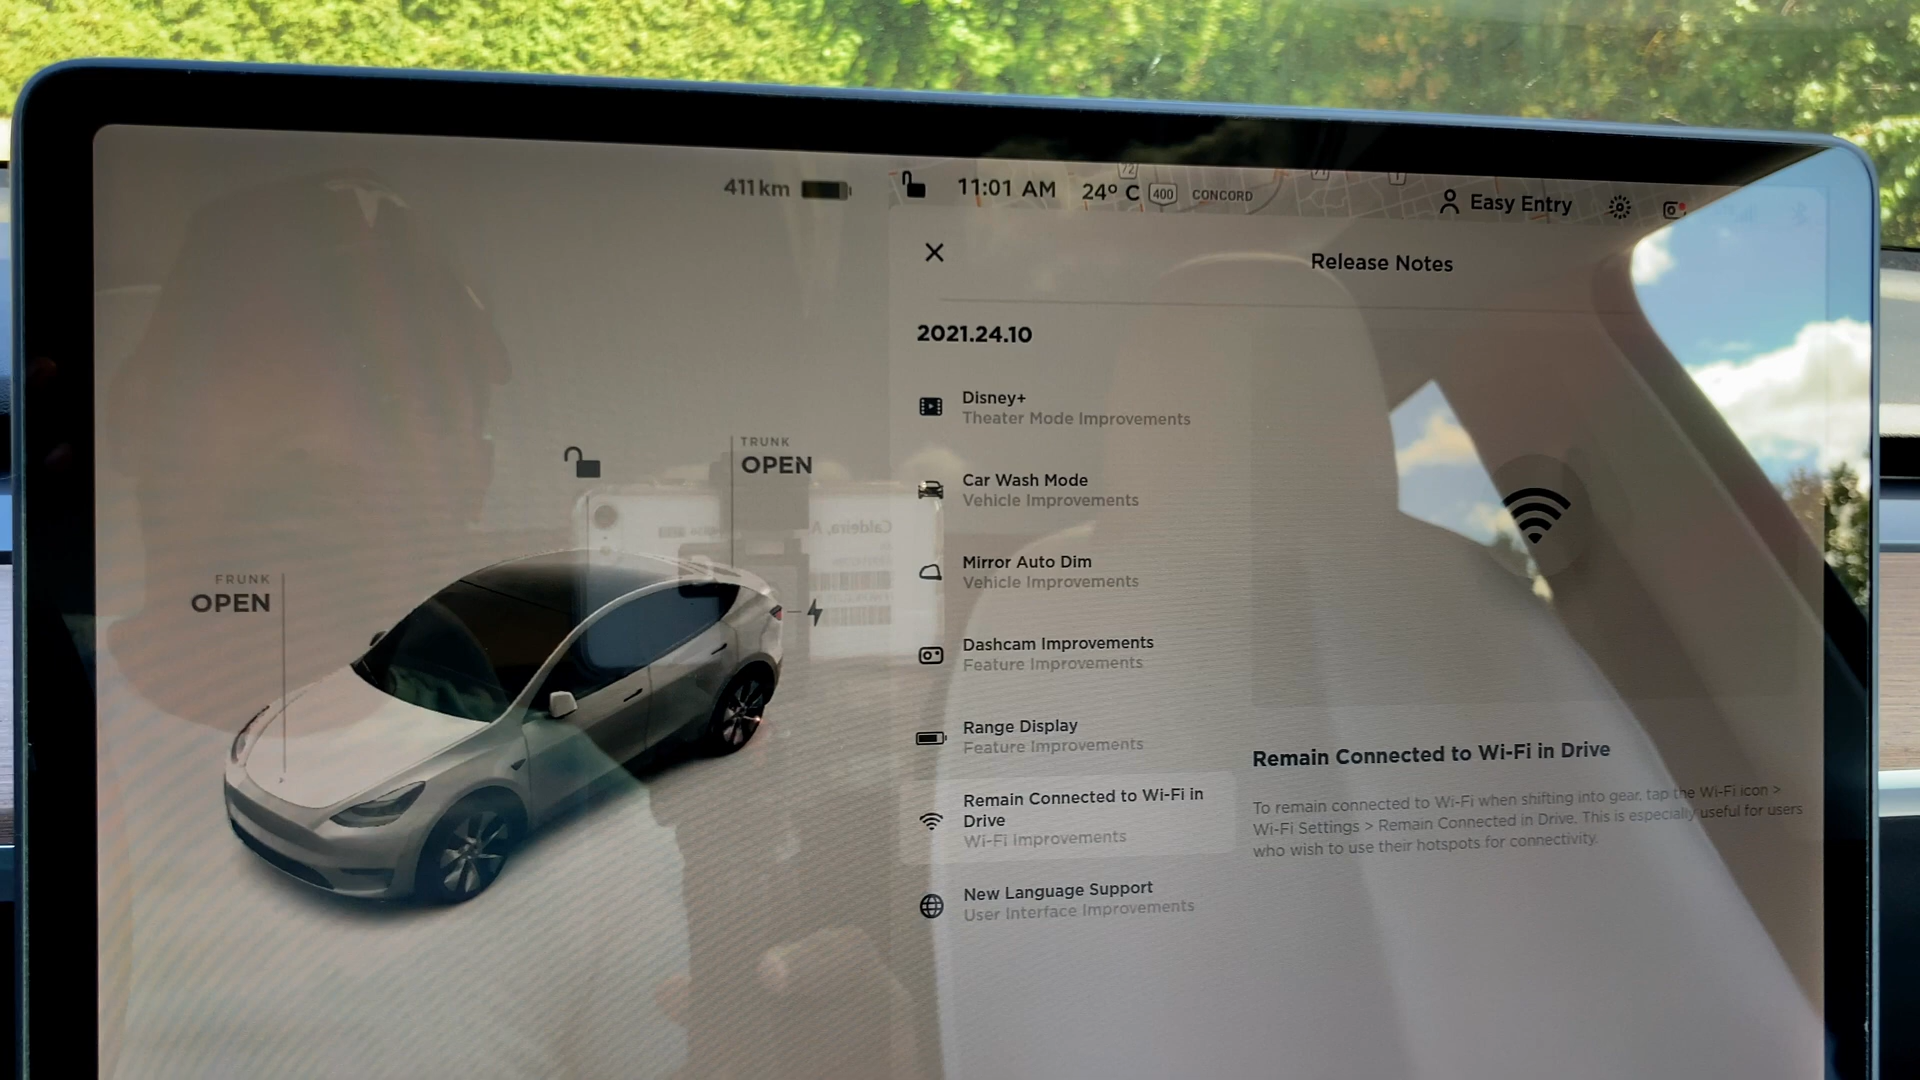 411 km
11:01 AM
24° C
72
400
CONCORD
Easy Entry
Release Notes
2021.24.10
Disney+
Theater Mode Improvements
Car Wash Mode
Vehicle Improvements
Mirror Auto Dim
Vehicle Improvements
Dashcam Improvements
Feature Improvements
Range Display
Feature Improvements
Remain Connected to Wi-Fi in
Drive
Wi-Fi Improvements
New Language Support
User Interface Improvements
Remain Connected to Wi-Fi in Drive
To remain connected to Wi-Fi when shifting into gear, tap the Wi-Fi icon >
Wi-Fi Settings > Remain Connected in Drive. This is especially useful for users
who wish to use their hotspots for connectivity.
TRUNK
OPEN
FRUNK
OPEN
Caldeira, A